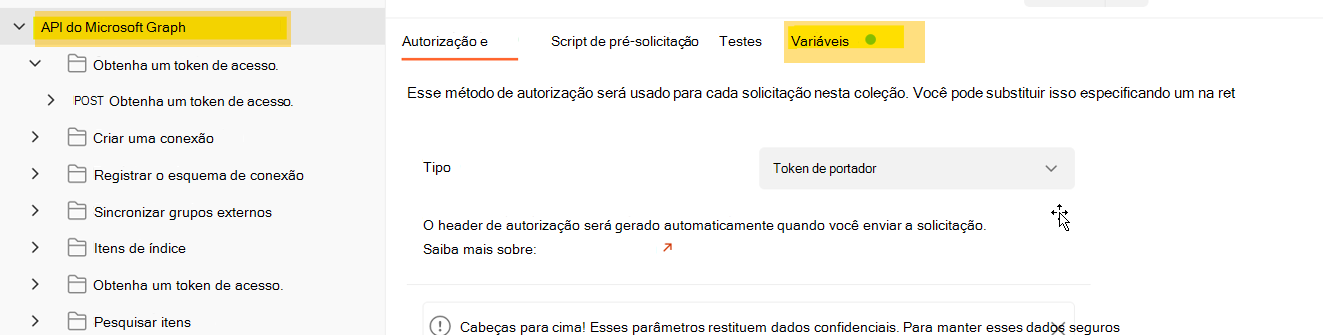 API do Microsoft Graph
Obtenha um token de acesso.
POST Obtenha um token de acesso.
Criar uma conexão
Registrar o esquema de conexão
Sincronizar grupos externos
Itens de índice
Obtenha um token de acesso.
Pesquisar itens
Autorização e Script de pré-solicitação Testes Variáveis
Esse método de autorização será usado para cada solicitação nesta coleção. Você pode substituir isso especificando um na ret
Tipo Token de portador
O header de autorização será gerado automaticamente quando você enviar a solicitação.
Saiba mais sobre:
Cabeças para cima! Esses parâmetros restituem dados confidenciais. Para manter esses dados seguros